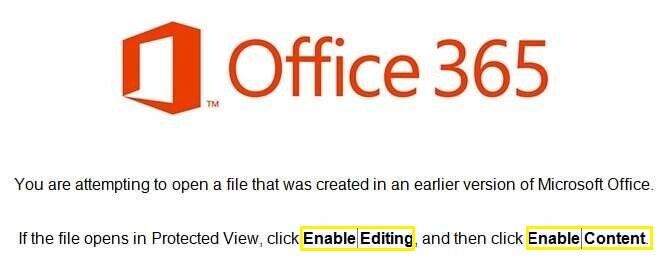 Office 365
TM
You are attempting to open a file that was created in an earlier version of Microsoft Office.
If the file opens in Protected View, click Enable Editing, and then click Enable Content.